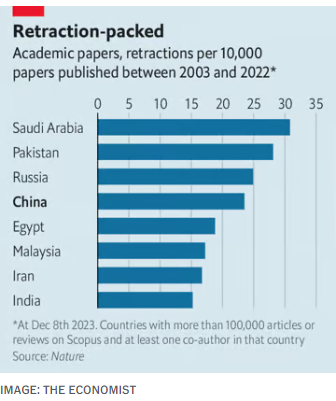 Retraction-packed
Academic papers, retractions per 10,000
papers published between 2003 and 2022*
0 5 10 15 20 25 30 35
Saudi Arabia
Pakistan
Russia
China
Egypt
Malaysia
Iran
India
*At Dec 8th 2023. Countries with more than 100,000 articles or
reviews on Scopus and at least one co-author in that country
Source: Nature
IMAGE: THE ECONOMIST